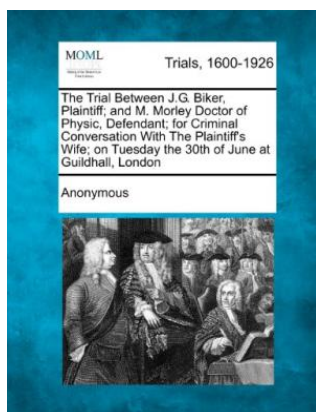 MOML
Trials, 1600-1926
The Trial Between J.G. Biker,
Plaintiff; and M. Morley Doctor of
Physic, Defendant; for Criminal
Conversation With The Plaintiff's
Wife; on Tuesday the 30th of June at
Guildhall, London
Anonymous